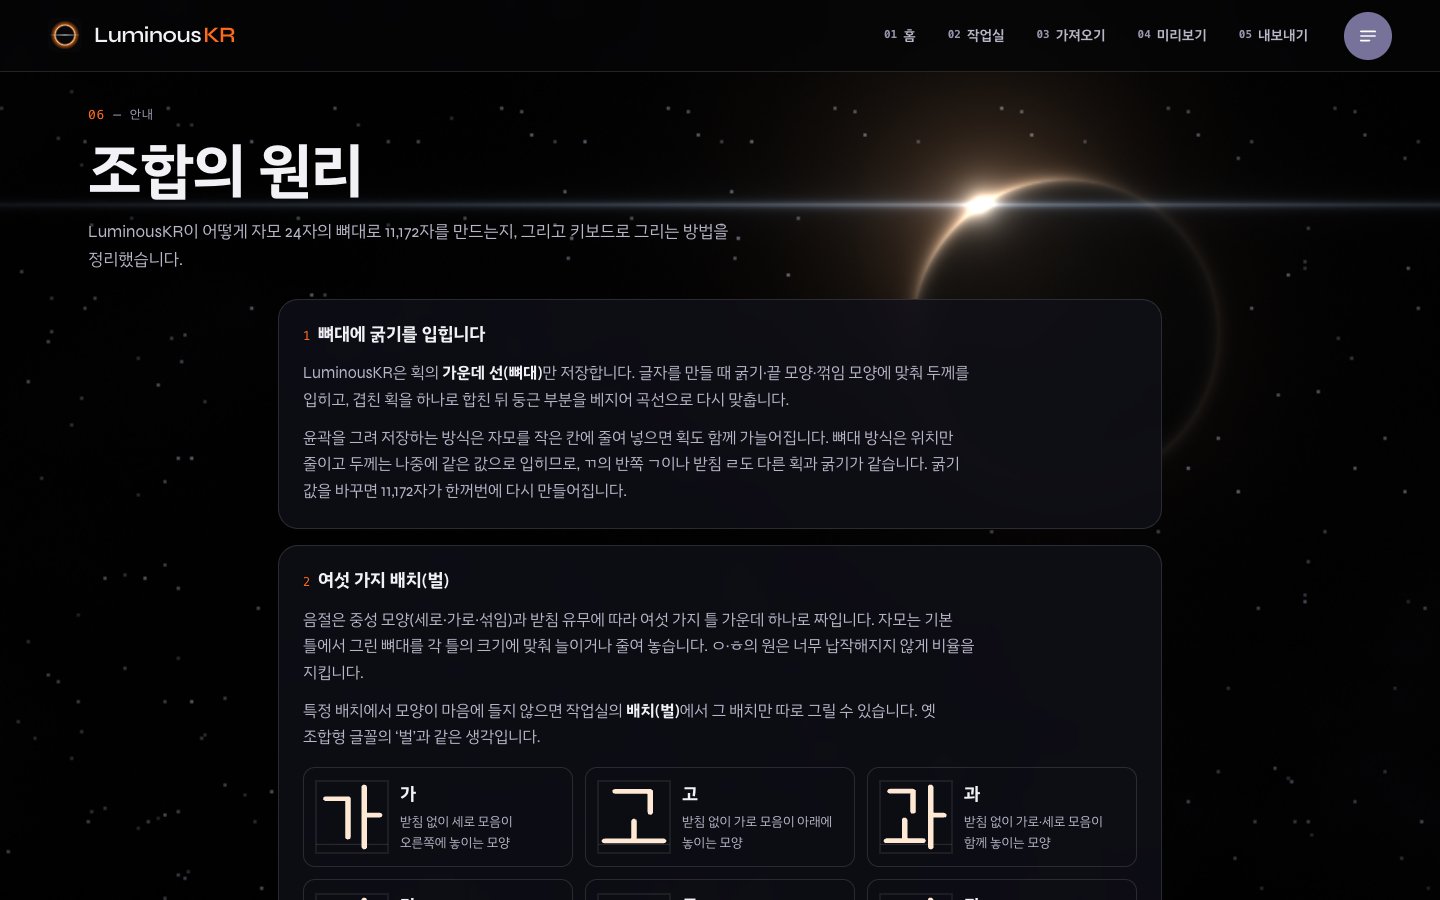 LuminousKR
01 홈
02 작업실
03 가져오기
04 미리보기
05 내보내기
06 — 안내
조합의 원리
LuminousKR이 어떻게 자모 24자의 뼈대로 11,172자를 만드는지, 그리고 키보드로 그리는 방법을
정리했습니다.
1 뼈대에 굵기를 입힙니다
LuminousKR은 획의 가운데 선(뼈대)만 저장합니다. 글자를 만들 때 굵기·끝 모양·꺾임 모양에 맞춰 두께를
입히고, 겹친 획을 하나로 합친 뒤 둥근 부분을 베지어 곡선으로 다시 맞춥니다.
윤곽을 그려 저장하는 방식은 자모를 작은 칸에 줄여 넣으면 획도 함께 가늘어집니다. 뼈대 방식은 위치만
줄이고 두께는 나중에 같은 값으로 입히므로, ㄲ의 반쪽 ㄱ이나 받침 ㄹ도 다른 획과 굵기가 같습니다. 굵기
값을 바꾸면 11,172자가 한꺼번에 다시 만들어집니다.
2 여섯 가지 배치(벌)
음절은 중성 모양(세로·가로·섞임)과 받침 유무에 따라 여섯 가지 틀 가운데 하나로 짜입니다. 자모는 기본
틀에서 그린 뼈대를 각 틀의 크기에 맞춰 늘이거나 줄여 놓습니다. ㅇ·ㅎ의 원은 너무 납작해지지 않게 비율을
지킵니다.
특정 배치에서 모양이 마음에 들지 않으면 작업실의 배치(벌)에서 그 배치만 따로 그릴 수 있습니다. 옛
조합형 글꼴의 ‘벌’과 같은 생각입니다.
가
가
받침 없이 세로 모음이
오른쪽에 놓이는 모양
고
고
받침 없이 가로 모음이 아래에
놓이는 모양
과
과
받침 없이 가로·세로 모음이
함께 놓이는 모양